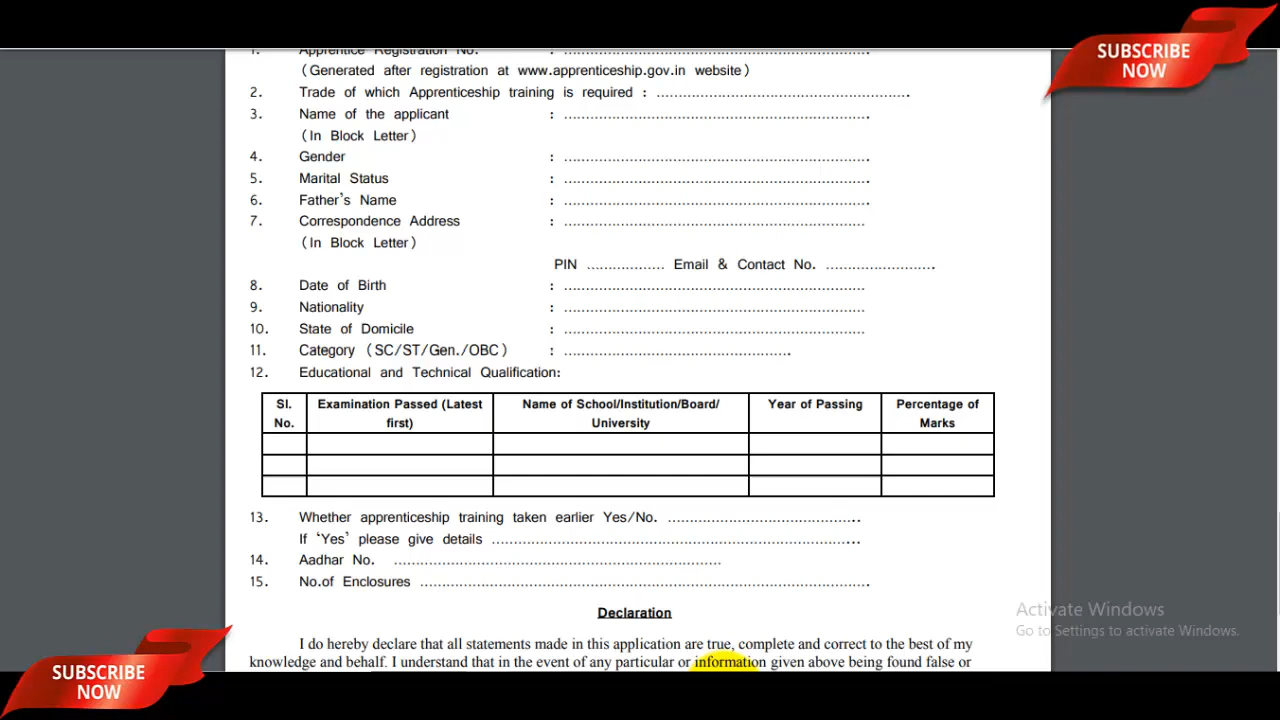 SUBSCRIBE
NOW
1. Apprentice Registration No. : ......................................................................
(Generated after registration at www.apprenticeship.gov.in website)
2. Trade of which Apprenticeship training is required : ..........................................................
3. Name of the applicant : ......................................................................
(In Block Letter)
4. Gender : ......................................................................
5. Marital Status : ......................................................................
6. Father's Name : ......................................................................
7. Correspondence Address : .....................................................................
(In Block Letter)
PIN .................. Email & Contact No. .........................
8. Date of Birth : .....................................................................
9. Nationality : .....................................................................
10. State of Domicile : .....................................................................
11. Category (SC/ST/Gen./OBC) : ....................................................
12. Educational and Technical Qualification:
Sl. No. Examination Passed (Latest first) Name of School/Institution/Board/ University Year of Passing Percentage of Marks
13. Whether apprenticeship training taken earlier Yes/No. .............................................
If ‘Yes’ please give details .....................................................................................
14. Aadhar No. ...........................................................................
15. No.of Enclosures .......................................................................................................
Declaration
I do hereby declare that all statements made in this application are true, complete and correct to the best of my
knowledge and behalf. I understand that in the event of any particular or information given above being found false or
Activate Windows
Go to Settings to activate Windows.
SUBSCRIBE
NOW